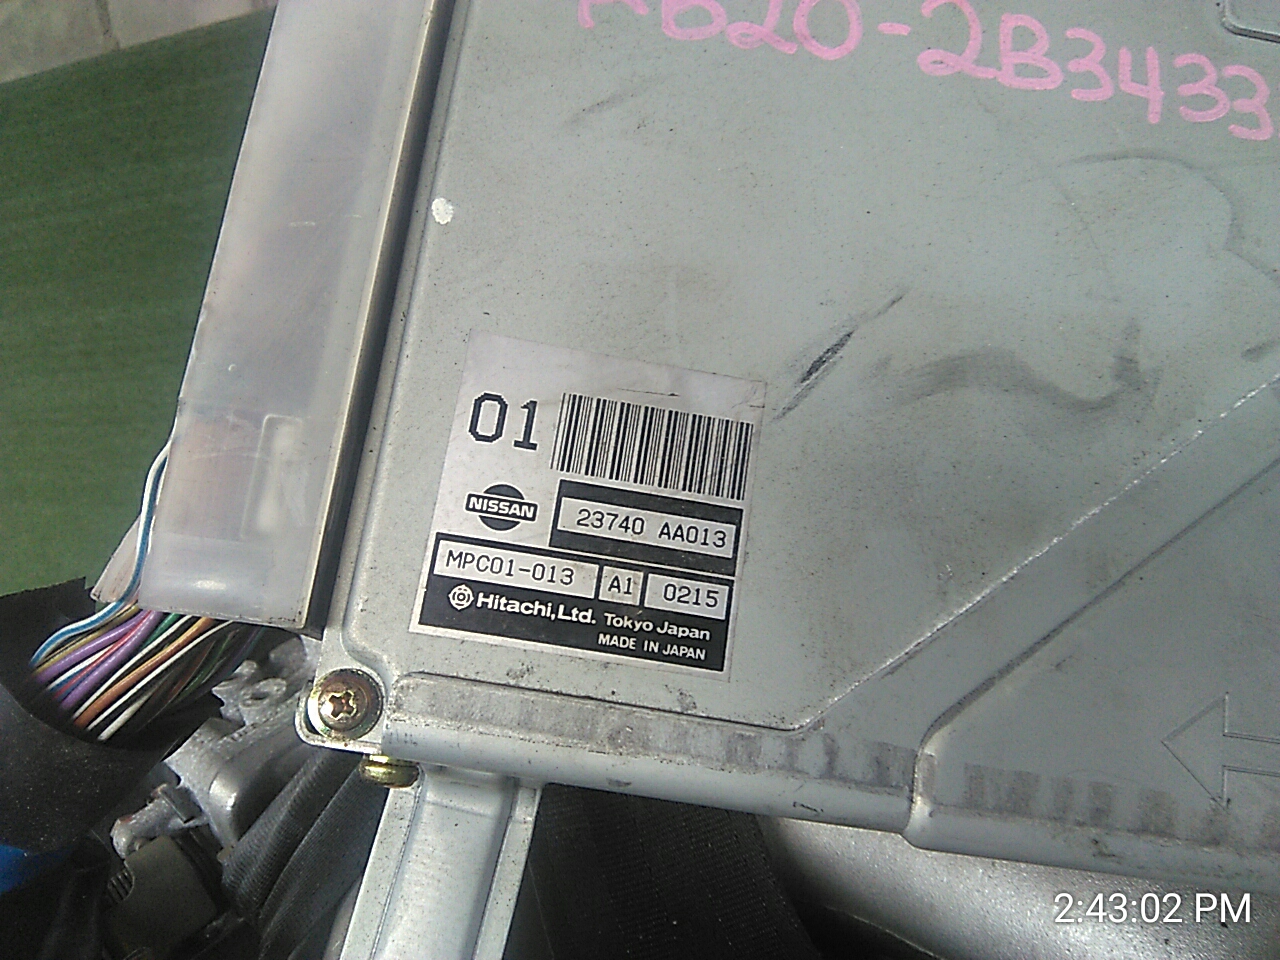 RB20-2B3433
01
NISSAN
23740 AA013
MPC01-013 A1 0215
Hitachi,Ltd. Tokyo Japan
MADE IN JAPAN
2:43:02 PM